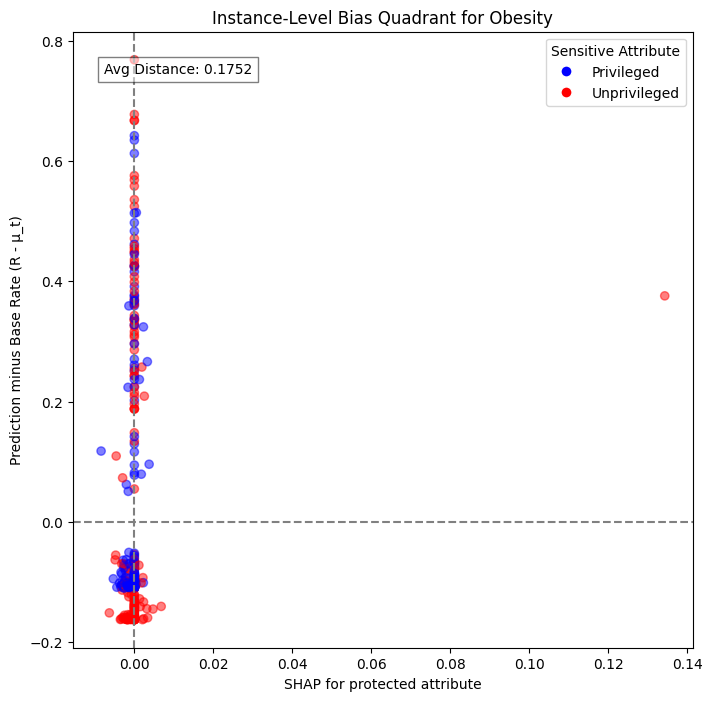 Instance-Level Bias Quadrant for Obesity
Avg Distance: 0.1752
Sensitive Attribute
Privileged
Unprivileged
Prediction minus Base Rate (R - μ_t)
0.8
0.6
0.4
0.2
0.0
−0.2
0.00
0.02
0.04
0.06
0.08
0.10
0.12
0.14
SHAP for protected attribute